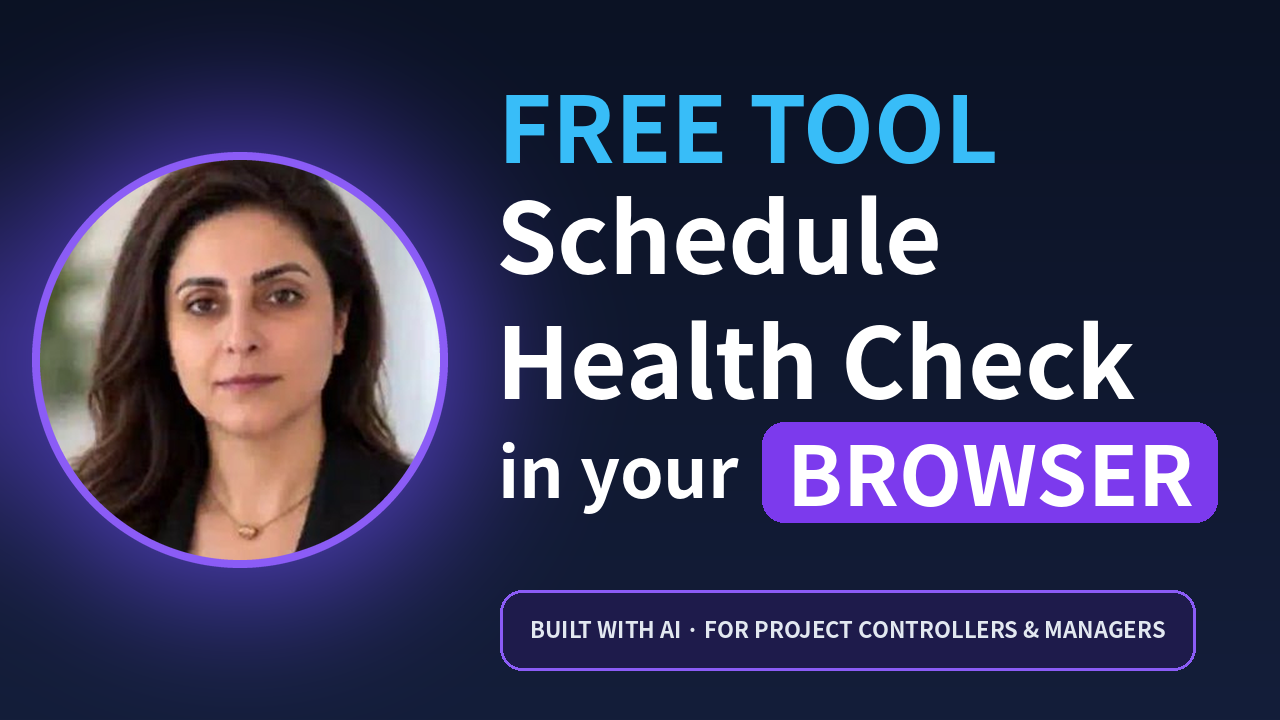 FREE TOOL
Schedule
Health Check
in your BROWSER
BUILT WITH AI · FOR PROJECT CONTROLLERS & MANAGERS